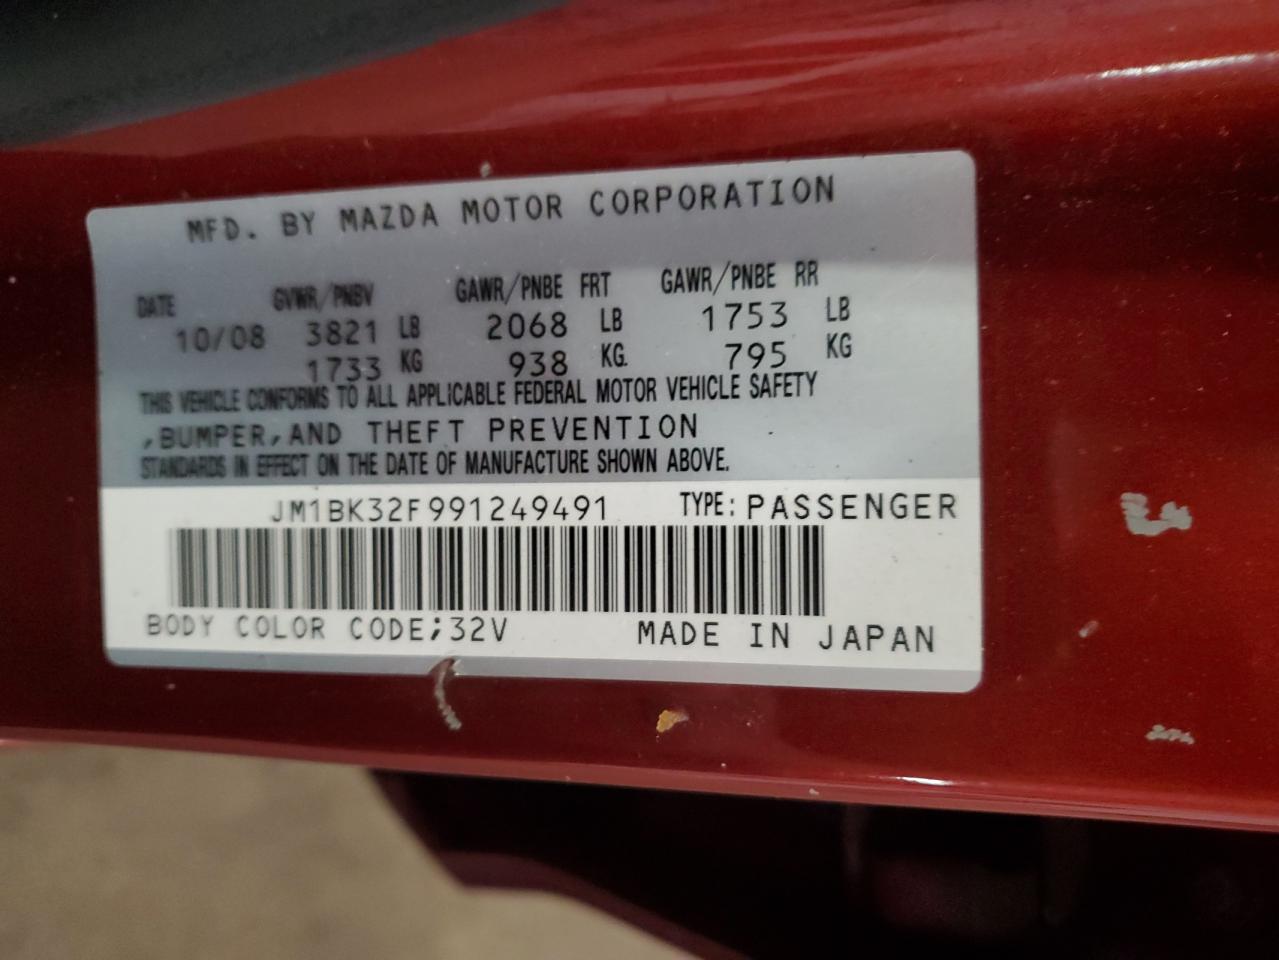 MFD. BY MAZDA MOTOR CORPORATION
DATE GVWR/PNBV GAWR/PNBE FRT GAWR/PNBE RR
10/08 3821 LB 2068 LB 1753 LB
1733 KG 938 KG. 795 KG
THIS VEHICLE CONFORMS TO ALL APPLICABLE FEDERAL MOTOR VEHICLE SAFETY
,BUMPER,AND THEFT PREVENTION
STANDARDS IN EFFECT ON THE DATE OF MANUFACTURE SHOWN ABOVE.
JM1BK32F991249491 TYPE: PASSENGER
BODY COLOR CODE;32V MADE IN JAPAN